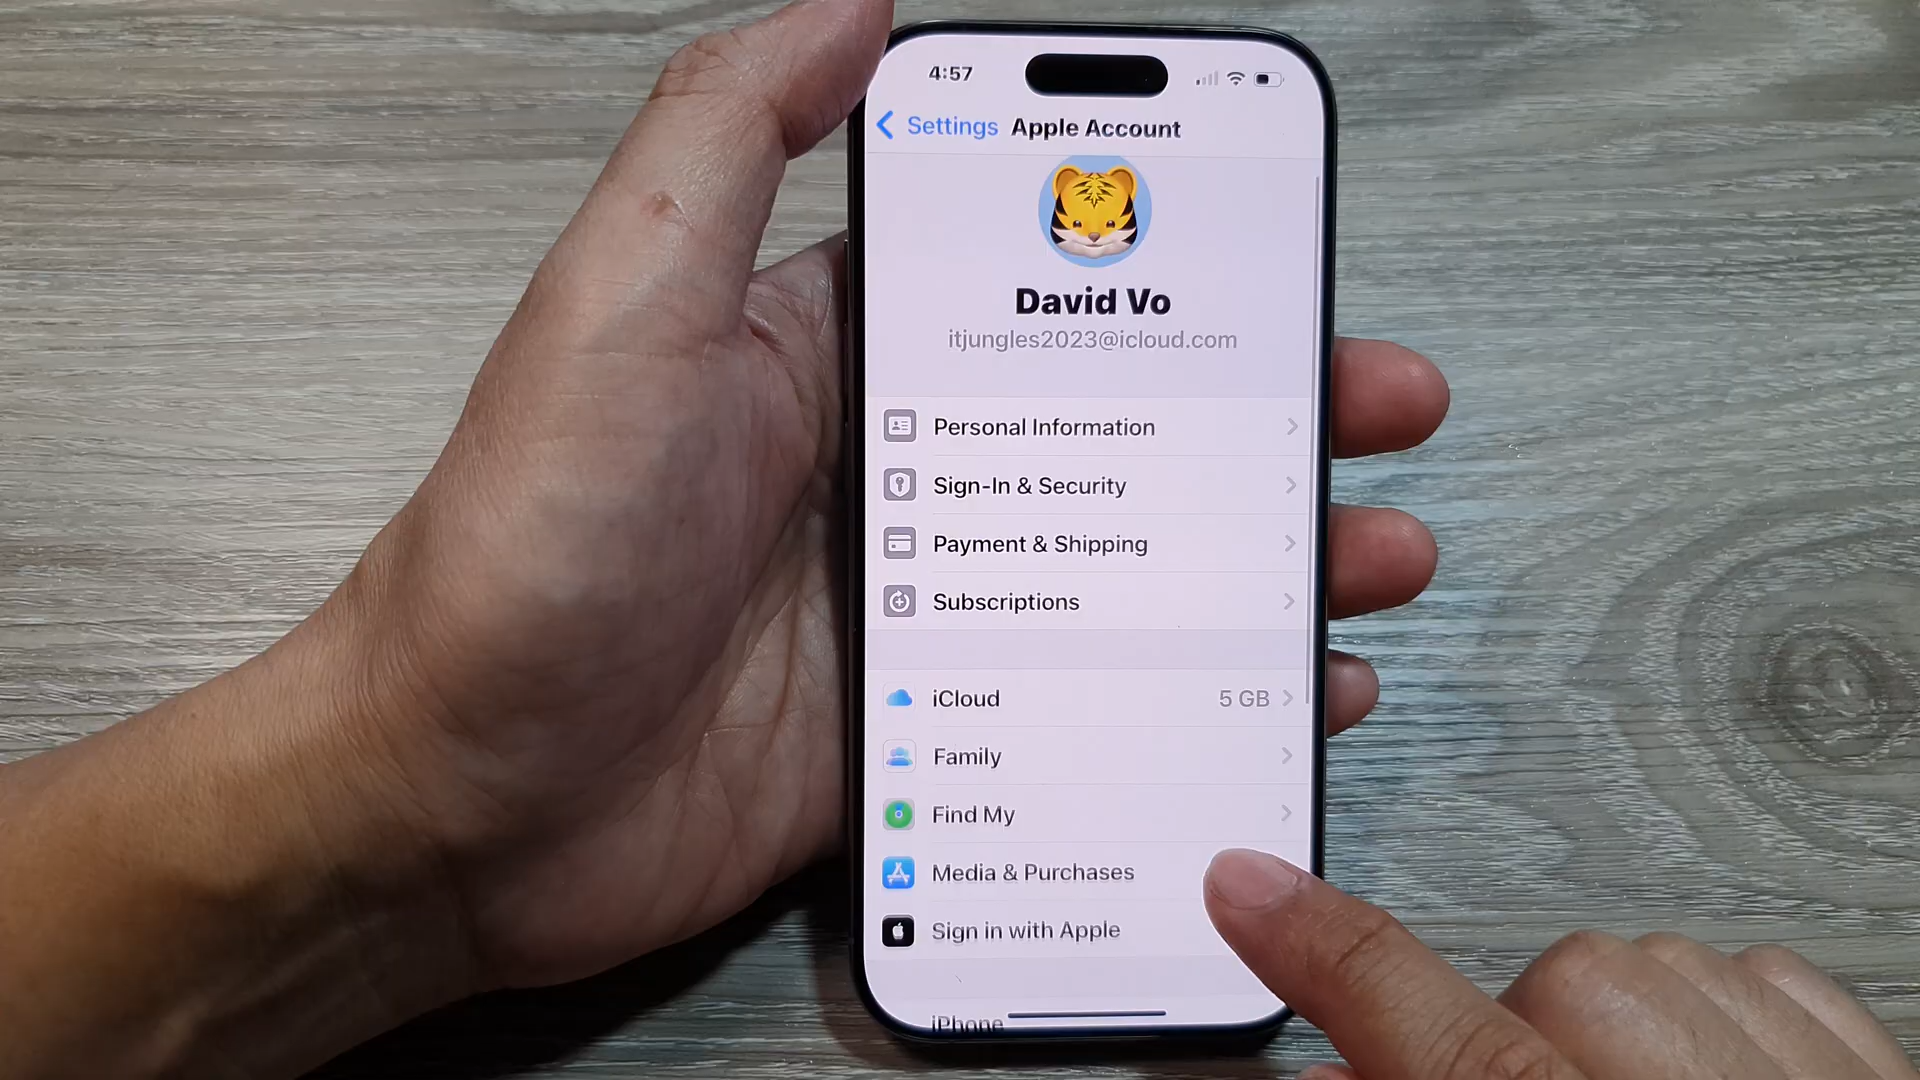 4:57
Settings Apple Account
David Vo
itjungles2023@icloud.com
Personal Information
Sign-In & Security
Payment & Shipping
Subscriptions
iCloud 5 GB
Family
Find My
Media & Purchases
Sign in with Apple
iPhone